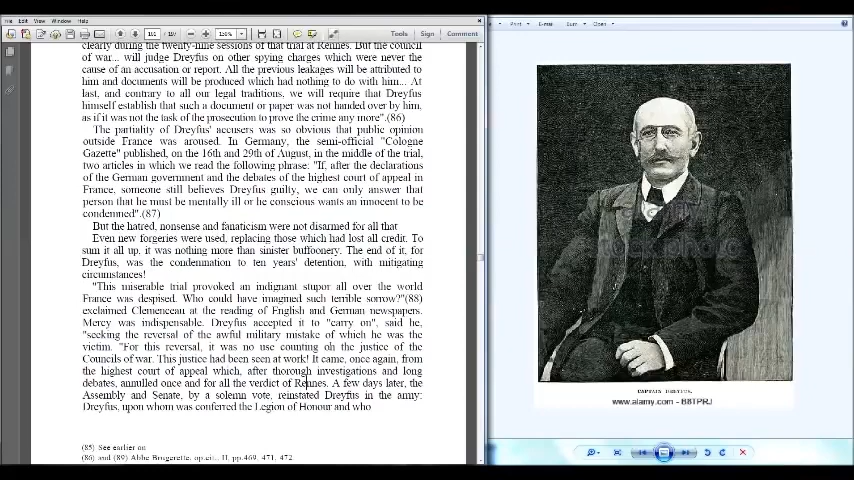 Edit View Window Help
101 / 197
136%
Tools Sign Comment
clearly during the twenty-nine sessions of that trial at Rennes. But the council
of war... will judge Dreyfus on other spying charges which were never the
cause of an accusation or report. All the previous leakages will be attributed to
him and documents will be produced which had nothing to do with him... At
last, and contrary to all our legal traditions, we will require that Dreyfus
himself establish that such a document or paper was not handed over by him,
as if it was not the task of the prosecution to prove the crime any more".(86)
The partiality of Dreyfus' accusers was so obvious that public opinion
outside France was aroused. In Germany, the semi-official "Cologne
Gazette" published, on the 16th and 29th of August, in the middle of the trial,
two articles in which we read the following phrase: "If, after the declarations
of the German government and the debates of the highest court of appeal in
France, someone still believes Dreyfus guilty, we can only answer that
person that he must be mentally ill or he conscious wants an innocent to be
condemned".(87)
But the hatred, nonsense and fanaticism were not disarmed for all that
Even new forgeries were used, replacing those which had lost all credit. To
sum it all up, it was nothing more than sinister buffoonery. The end of it, for
Dreyfus, was the condemnation to ten years' detention, with mitigating
circumstances!
"This miserable trial provoked an indignant stupor all over the world
France was despised. Who could have imagined such terrible sorrow?"(88)
exclaimed Clemenceau at the reading of English and German newspapers.
Mercy was indispensable. Dreyfus accepted it to "carry on", said he,
"seeking the reversal of the awful military mistake of which he was the
victim. "For this reversal, it was no use counting on the justice of the
Councils of war. This justice had been seen at work! It came, once again, from
the highest court of appeal which, after thorough investigations and long
debates, annulled once and for all the verdict of Rennes. A few days later, the
Assembly and Senate, by a solemn vote, reinstated Dreyfus in the army:
Dreyfus, upon whom was conferred the Legion of Honour and who
(85) See earlier on
(86) and (89) Abbe Brugerette, op.cit., II, pp.469, 471, 472.
Print E-mail Burn Open
CAPTAIN DREYFUS.
www.alamy.com - B8TPRJ